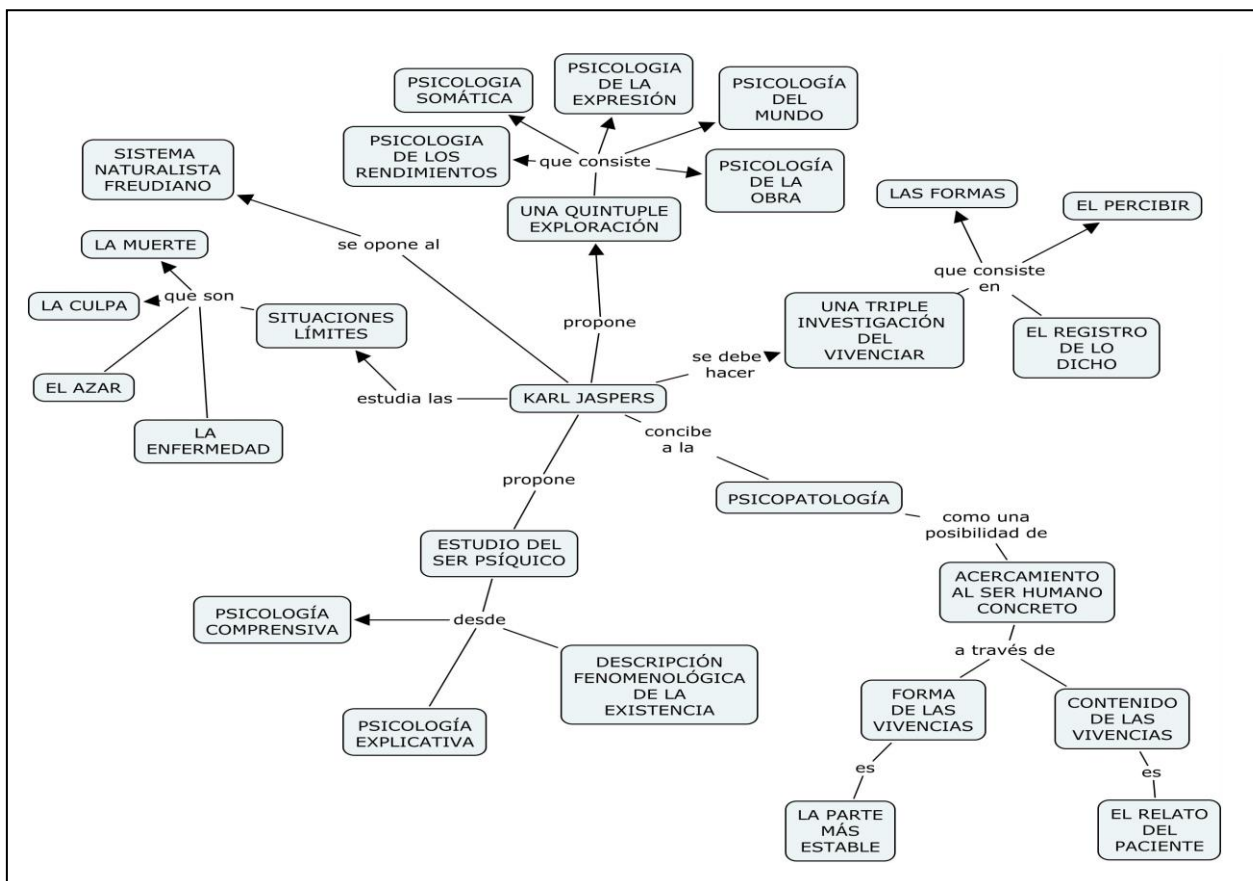 PSICOLOGIA
SOMÁTICA
PSICOLOGIA
DE LA
EXPRESIÓN
PSICOLOGÍA
DEL
MUNDO
PSICOLOGIA
DE LOS
RENDIMIENTOS
que consiste
PSICOLOGÍA
DE LA
OBRA
SISTEMA
NATURALISTA
FREUDIANO
UNA QUINTUPLE
EXPLORACIÓN
LAS FORMAS
EL PERCIBIR
se opone al
LA MUERTE
que consiste
en
LA CULPA
que son
SITUACIONES
LÍMITES
propone
UNA TRIPLE
INVESTIGACIÓN
DEL
VIVENCIAR
EL REGISTRO
DE LO
DICHO
se debe
hacer
EL AZAR
estudia las
KARL JASPERS
LA
ENFERMEDAD
concibe
a la
propone
PSICOPATOLOGÍA
como una
posibilidad de
ESTUDIO DEL
SER PSÍQUICO
ACERCAMIENTO
AL SER HUMANO
CONCRETO
PSICOLOGÍA
COMPRENSIVA
desde
a través de
DESCRIPCIÓN
FENOMENOLÓGICA
DE LA
EXISTENCIA
PSICOLOGÍA
EXPLICATIVA
FORMA
DE LAS
VIVENCIAS
CONTENIDO
DE LAS
VIVENCIAS
es
es
LA PARTE
MÁS
ESTABLE
EL RELATO
DEL
PACIENTE